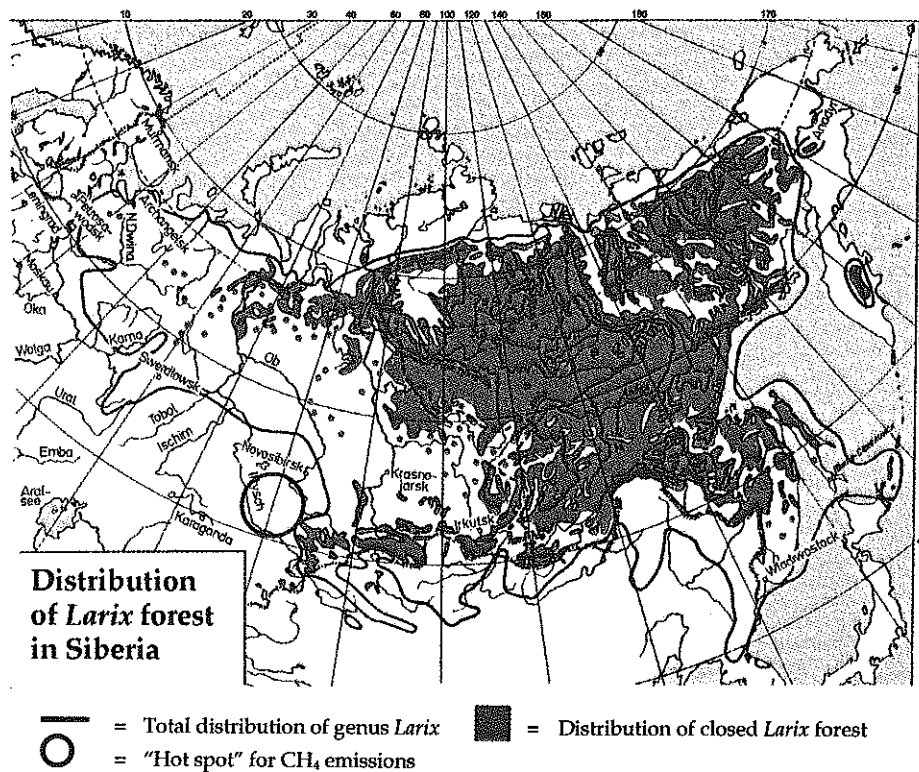 10 20 30 40 60 80 100 120 140 160 180 170
Murmansk
Leningrad
Archangelsk
N.Dwina
Moskau
Oka
Wolga
Kama
Swerdlowsk
Ob
Ural
Tobol
Ischim
Emba
Novosibirsk
Irtisch
Krasno-
jarsk
Irkutsk
Aral-
see
Karaganda
Anadyr
Wladiwostock
Distribution
of Larix forest
in Siberia
= Total distribution of genus Larix
= Distribution of closed Larix forest
= "Hot spot" for CH₄ emissions